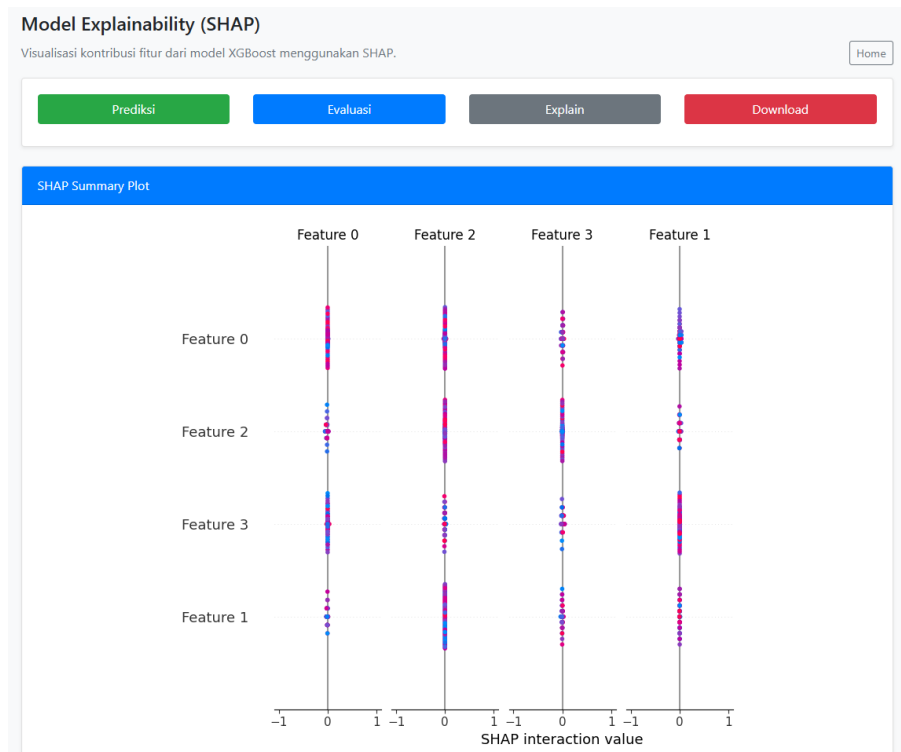 Model Explainability (SHAP)
Visualisasi kontribusi fitur dari model XGBoost menggunakan SHAP.
Home
Prediksi Evaluasi Explain Download
SHAP Summary Plot
Feature 0 Feature 2 Feature 3 Feature 1
Feature 0
Feature 2
Feature 3
Feature 1
−1 0 1 −1 0 1 −1 0 1 −1 0 1
SHAP interaction value